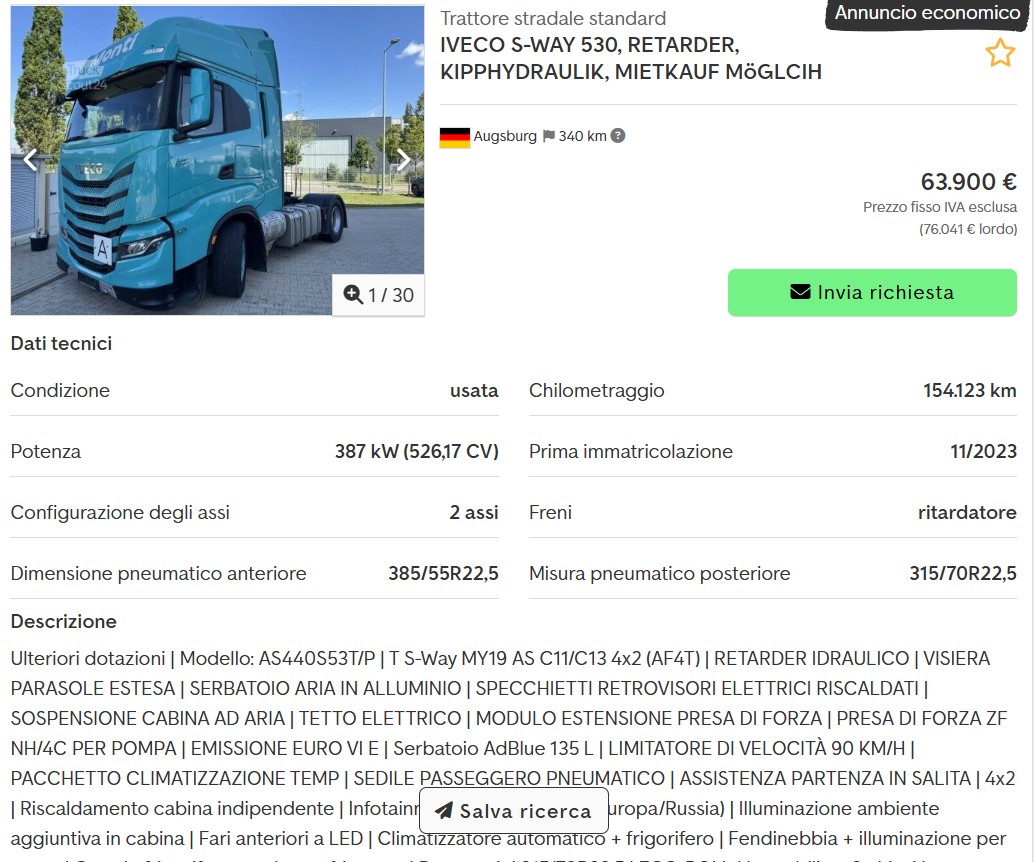 Annuncio economico
Trattore stradale standard
IVECO S-WAY 530, RETARDER,
KIPPHYDRAULIK, MIETKAUF MöGLCIH
Augsburg 340 km ?
63.900 €
Prezzo fisso IVA esclusa
(76.041 € lordo)
Invia richiesta
Truck
Scout24
IVECO
A
1 / 30
Dati tecnici
Condizione usata
Chilometraggio 154.123 km
Potenza 387 kW (526,17 CV)
Prima immatricolazione 11/2023
Configurazione degli assi 2 assi
Freni ritardatore
Dimensione pneumatico anteriore 385/55R22,5
Misura pneumatico posteriore 315/70R22,5
Descrizione
Ulteriori dotazioni | Modello: AS440S53T/P | T S-Way MY19 AS C11/C13 4x2 (AF4T) | RETARDER IDRAULICO | VISIERA
PARASOLE ESTESA | SERBATOIO ARIA IN ALLUMINIO | SPECCHIETTI RETROVISORI ELETTRICI RISCALDATI |
SOSPENSIONE CABINA AD ARIA | TETTO ELETTRICO | MODULO ESTENSIONE PRESA DI FORZA | PRESA DI FORZA ZF
NH/4C PER POMPA | EMISSIONE EURO VI E | Serbatoio AdBlue 135 L | LIMITATORE DI VELOCITÀ 90 KM/H |
PACCHETTO CLIMATIZZAZIONE TEMP | SEDILE PASSEGGERO PNEUMATICO | ASSISTENZA PARTENZA IN SALITA | 4x2
| Riscaldamento cabina indipendente | uropa/Russia) | Illuminazione ambiente
Salva ricerca
aggiuntiva in cabina | Fari anteriori a LED | Climatizzatore automatico + frigorifero | Fendinebbia + illuminazione per